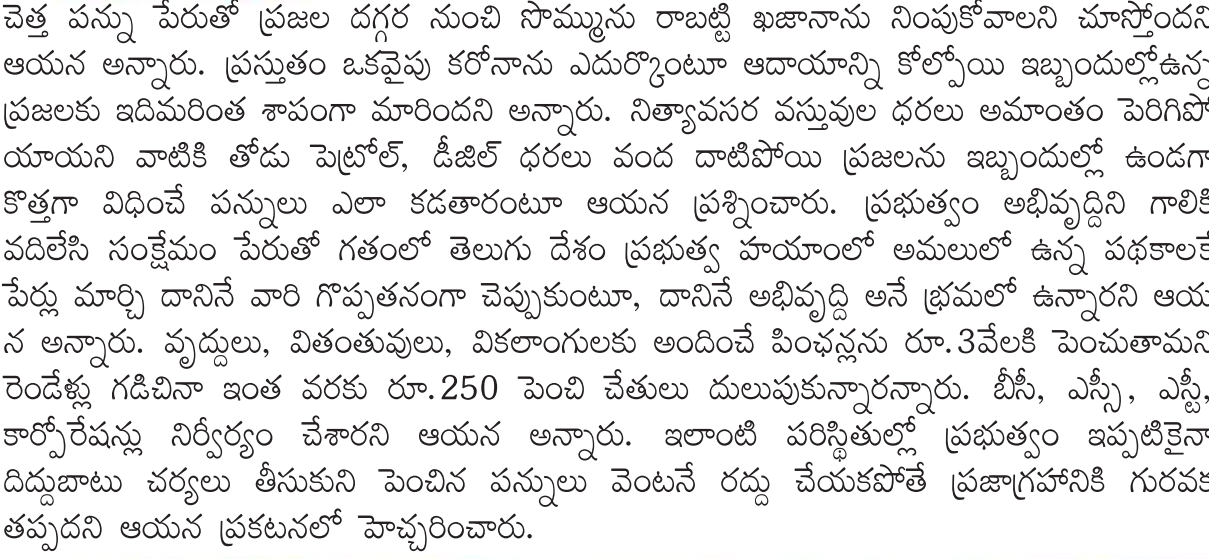 చెత్త పన్ను పేరుతో ప్రజల దగ్గర నుంచి సొమ్మును రాబట్టి ఖజానాను నింపుకోవాలని చూస్తోందని
ఆయన అన్నారు. ప్రస్తుతం ఒకవైపు కరోనాను ఎదుర్కొంటూ ఆదాయాన్ని కోల్పోయి ఇబ్బందుల్లోఉన్న
ప్రజలకు ఇదిమరింత శాపంగా మారిందని అన్నారు. నిత్యావసర వస్తువుల ధరలు అమాంతం పెరిగిపో
యాయని వాటికి తోడు పెట్రోల్, డీజిల్ ధరలు వంద దాటిపోయి ప్రజలను ఇబ్బందుల్లో ఉండగా
కొత్తగా విధించే పన్నులు ఎలా కడతారంటూ ఆయన ప్రశ్నించారు. ప్రభుత్వం అభివృద్దిని గాలికి
వదిలేసి సంక్షేమం పేరుతో గతంలో తెలుగు దేశం ప్రభుత్వ హయాంలో అమలులో ఉన్న పథకాలకే
పేర్లు మార్చి దానినే వారి గొప్పతనంగా చెప్పుకుంటూ, దానినే అభివృద్ది అనే భ్రమలో ఉన్నారని ఆయ
న అన్నారు. వృద్దులు, వితంతువులు, వికలాంగులకు అందించే పింఛన్లను రూ.3వేలకి పెంచుతామని
రెండేళ్లు గడిచినా ఇంత వరకు రూ.250 పెంచి చేతులు దులుపుకున్నారన్నారు. బీసీ, ఎస్సీ, ఎస్టీ,
కార్పోరేషన్లు నిర్వీర్యం చేశారని ఆయన అన్నారు. ఇలాంటి పరిస్థితుల్లో ప్రభుత్వం ఇప్పటికైనా
దిద్దుబాటు చర్యలు తీసుకుని పెంచిన పన్నులు వెంటనే రద్దు చేయకపోతే ప్రజాగ్రహానికి గురవక
తప్పదని ఆయన ప్రకటనలో హెచ్చరించారు.